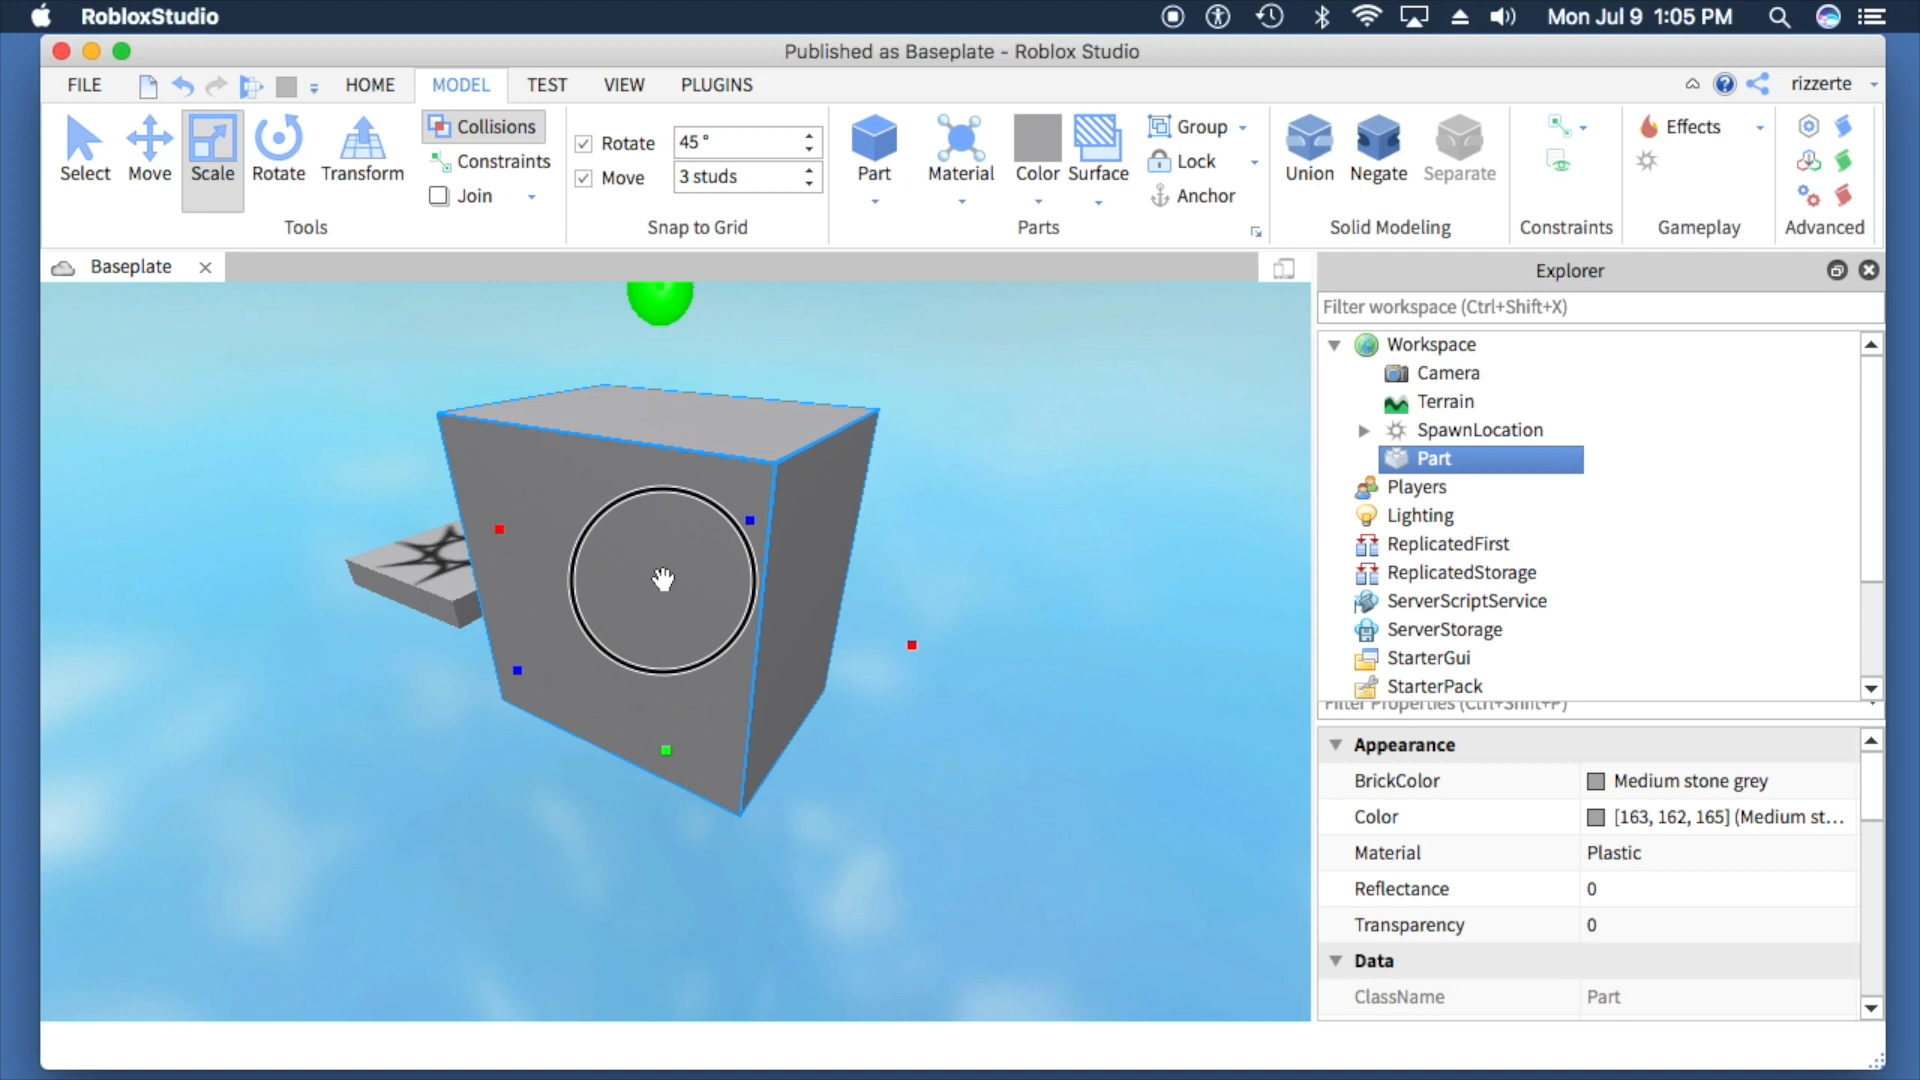 RobloxStudio
Mon Jul 9 1:05 PM
Published as Baseplate - Roblox Studio
FILE
HOME
MODEL
TEST
VIEW
PLUGINS
rizzerte
Select
Move
Scale
Rotate
Transform
Collisions
Constraints
Join
Tools
Rotate
45 °
Move
3 studs
Snap to Grid
Part
Material
Color
Surface
Group
Lock
Anchor
Parts
Union
Negate
Separate
Solid Modeling
Constraints
Effects
Gameplay
Advanced
Baseplate
Explorer
Filter workspace (Ctrl+Shift+X)
Workspace
Camera
Terrain
SpawnLocation
Part
Players
Lighting
ReplicatedFirst
ReplicatedStorage
ServerScriptService
ServerStorage
StarterGui
StarterPack
Filter Properties (Ctrl+Shift+P)
Appearance
BrickColor
Medium stone grey
Color
[163, 162, 165] (Medium st...
Material
Plastic
Reflectance
0
Transparency
0
Data
ClassName
Part